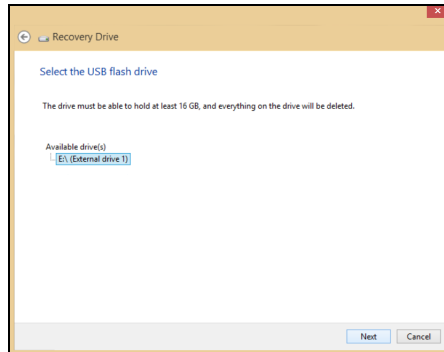 Recovery Drive
Select the USB flash drive
The drive must be able to hold at least 16 GB, and everything on the drive will be deleted.
Available drive(s)
E:\ (External drive 1)
Next Cancel